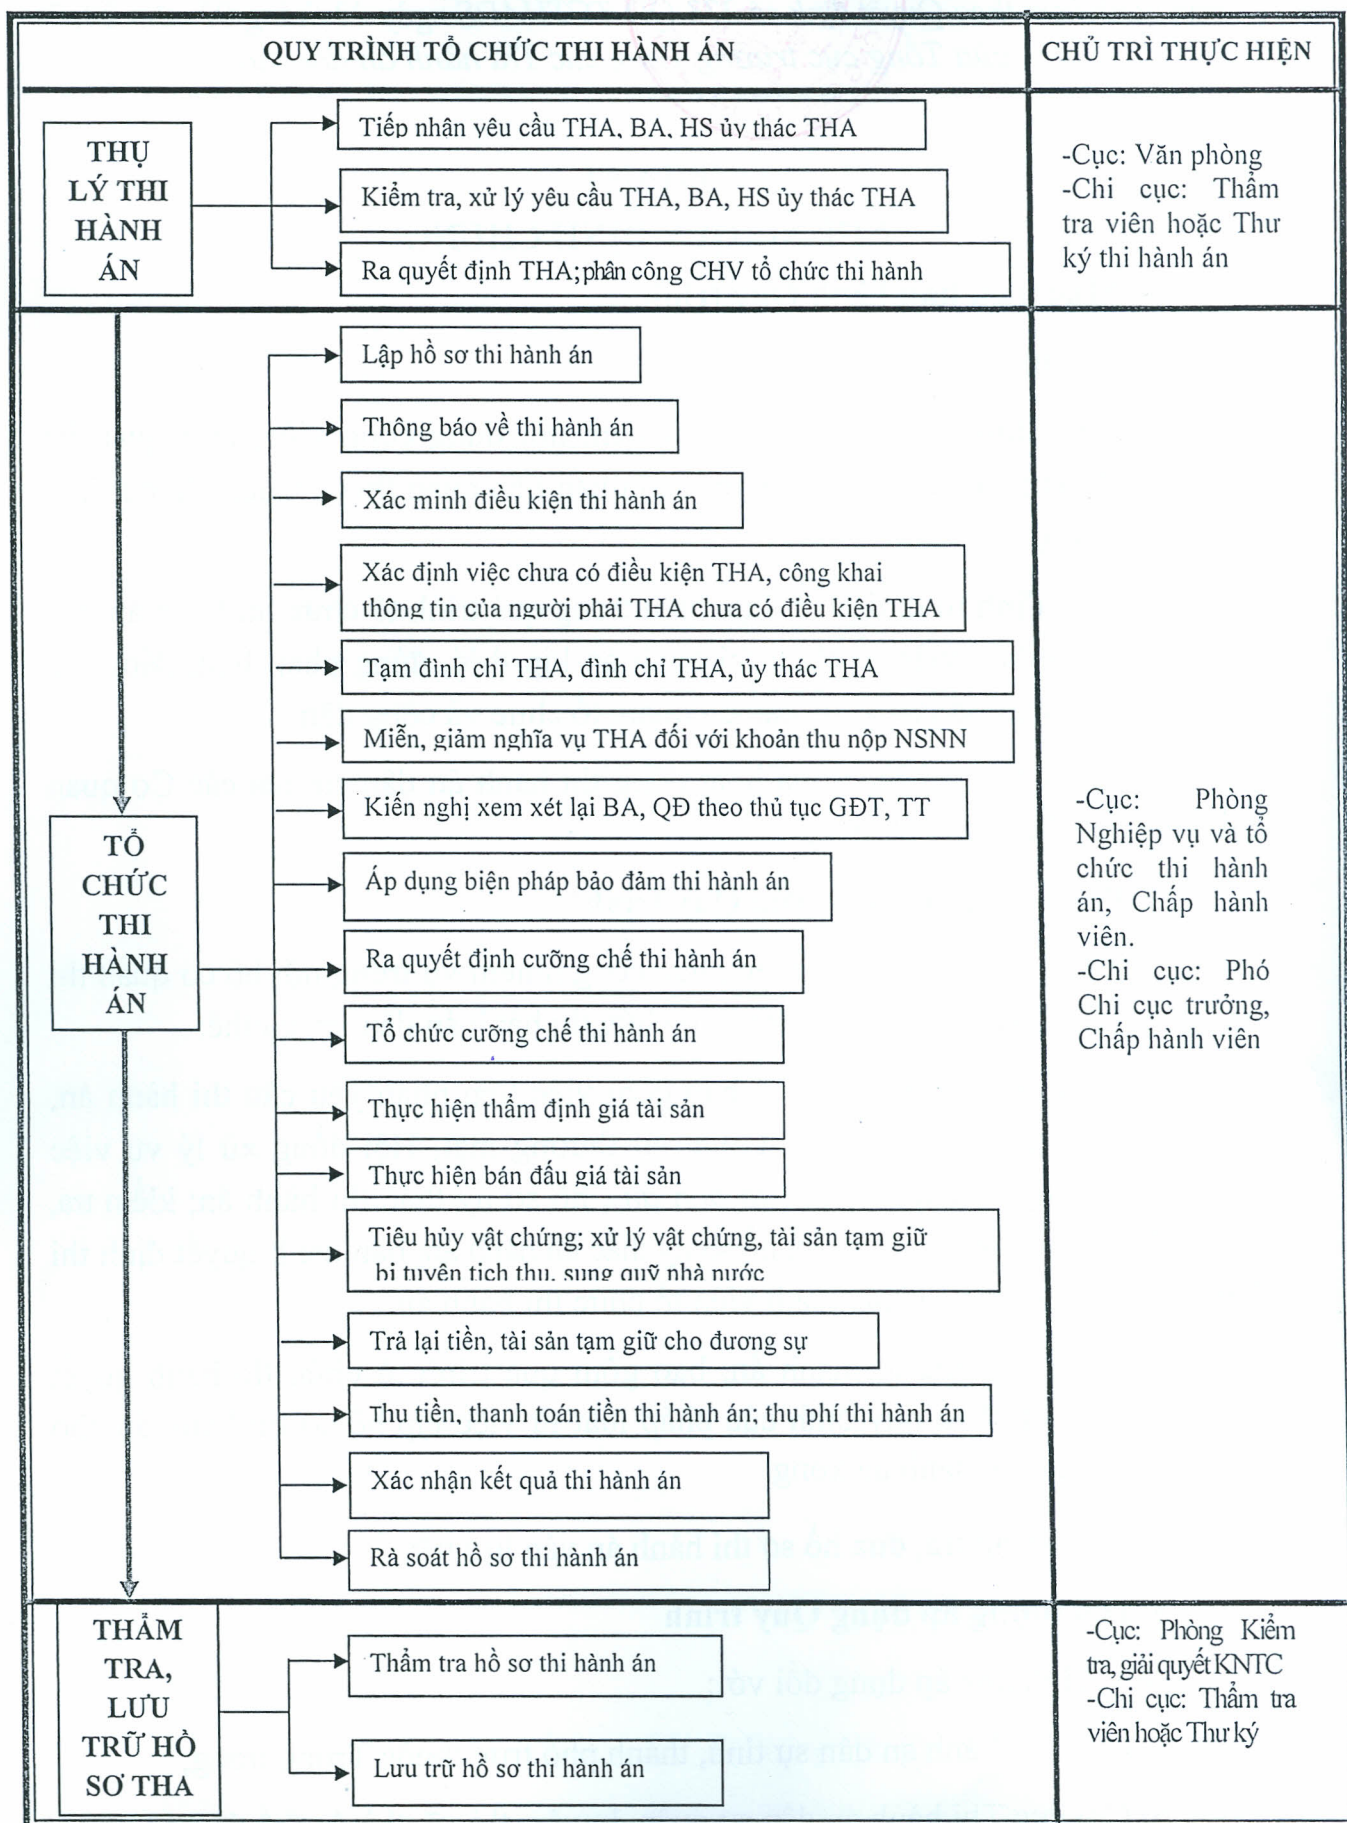 QUY TRÌNH TỔ CHỨC THI HÀNH ÁN
CHỦ TRÌ THỰC HIỆN
THỤ
LÝ THI
HÀNH
ÁN
Tiếp nhận yêu cầu THA, BA, HS ủy thác THA
Kiểm tra, xử lý yêu cầu THA, BA, HS ủy thác THA
Ra quyết định THA; phân công CHV tổ chức thi hành
-Cục: Văn phòng
-Chi cục: Thẩm
tra viên hoặc Thư
ký thi hành án
TỔ
CHỨC
THI
HÀNH
ÁN
Lập hồ sơ thi hành án
Thông báo về thi hành án
Xác minh điều kiện thi hành án
Xác định việc chưa có điều kiện THA, công khai
thông tin của người phải THA chưa có điều kiện THA
Tạm đình chỉ THA, đình chỉ THA, ủy thác THA
Miễn, giảm nghĩa vụ THA đối với khoản thu nộp NSNN
Kiến nghị xem xét lại BA, QĐ theo thủ tục GĐT, TT
Áp dụng biện pháp bảo đảm thi hành án
Ra quyết định cưỡng chế thi hành án
Tổ chức cưỡng chế thi hành án
Thực hiện thẩm định giá tài sản
Thực hiện bán đấu giá tài sản
Tiêu hủy vật chứng; xử lý vật chứng, tài sản tạm giữ
bị tuyên tịch thu, sung quỹ nhà nước
Trả lại tiền, tài sản tạm giữ cho đương sự
Thu tiền, thanh toán tiền thi hành án; thu phí thi hành án
Xác nhận kết quả thi hành án
Rà soát hồ sơ thi hành án
-Cục: Phòng
Nghiệp vụ và tổ
chức thi hành
án, Chấp hành
viên.
-Chi cục: Phó
Chi cục trưởng,
Chấp hành viên
THẨM
TRA,
LƯU
TRỮ HỒ
SƠ THA
Thẩm tra hồ sơ thi hành án
Lưu trữ hồ sơ thi hành án
-Cục: Phòng Kiểm
tra, giải quyết KNTC
-Chi cục: Thẩm tra
viên hoặc Thư ký